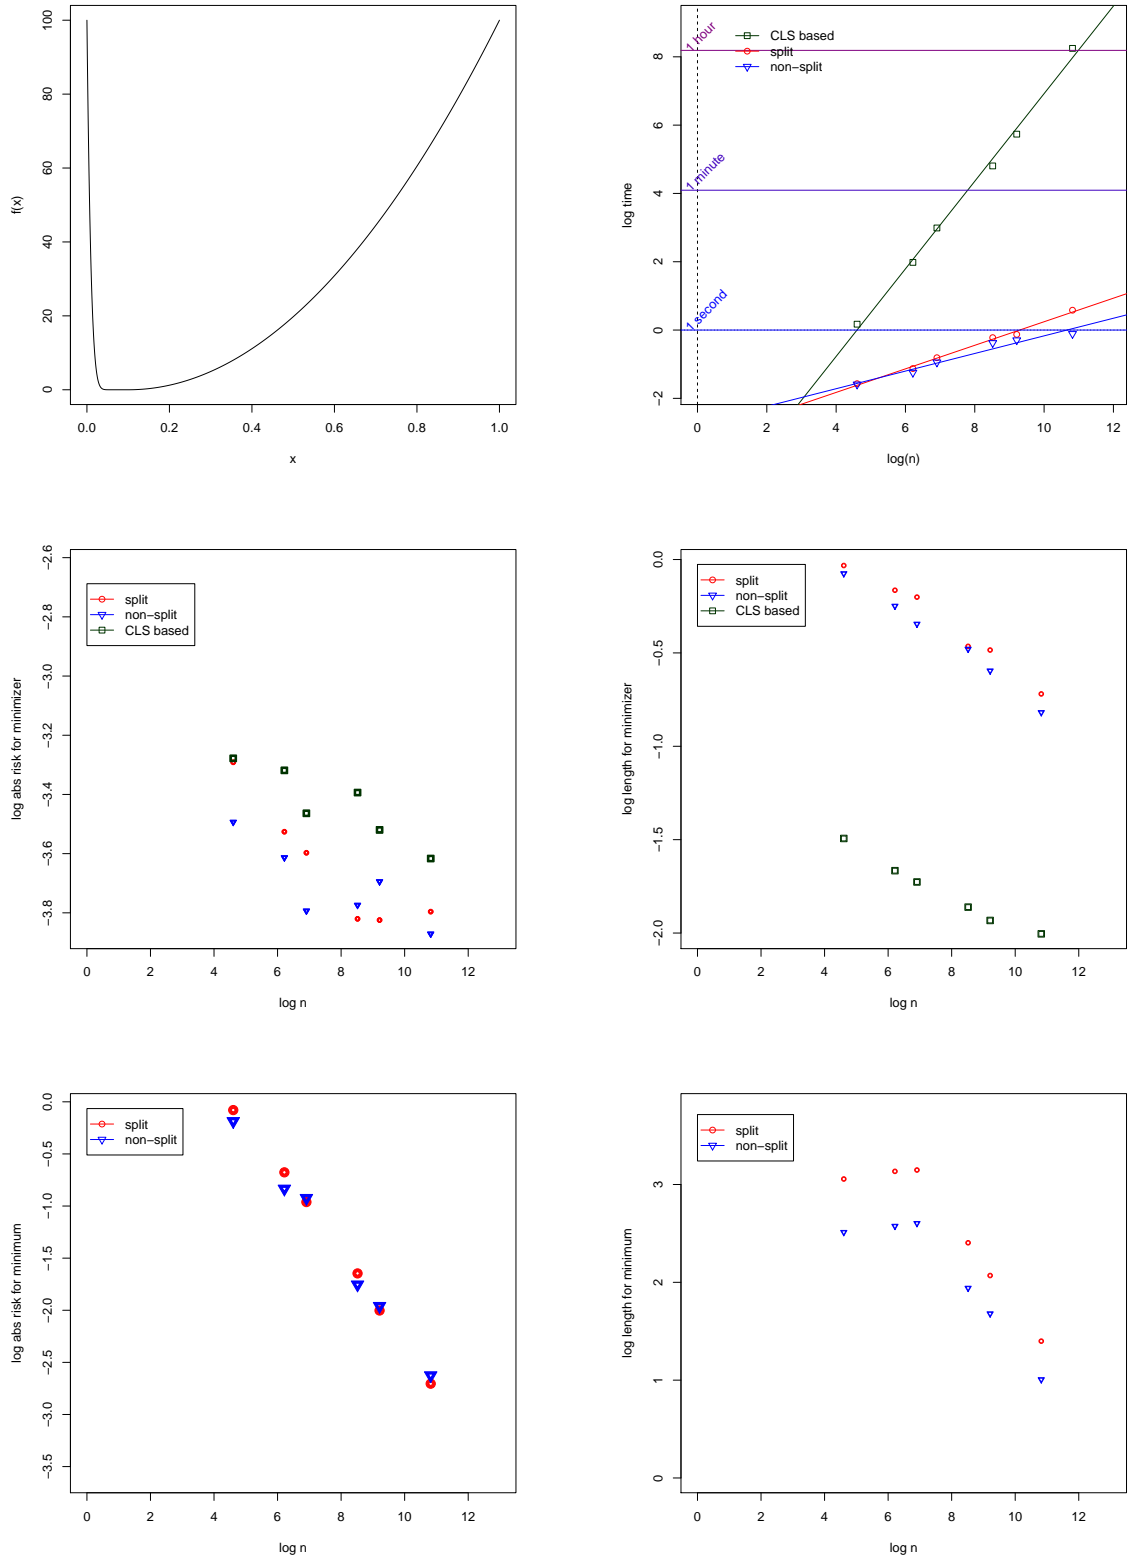 f(x)
100
80
60
40
20
0
0.0 0.2 0.4 0.6 0.8 1.0
x
log time
8
6
4
2
0
−2
1 hour
1 minute
1 second
CLS based
split
non−split
0 2 4 6 8 10 12
log(n)
log abs risk for minimizer
−2.6
−2.8
−3.0
−3.2
−3.4
−3.6
−3.8
split
non−split
CLS based
0 2 4 6 8 10 12
log n
log length for minimizer
0.0
−0.5
−1.0
−1.5
−2.0
split
non−split
CLS based
0 2 4 6 8 10 12
log n
log abs risk for minimum
0.0
−0.5
−1.0
−1.5
−2.0
−2.5
−3.0
−3.5
split
non−split
0 2 4 6 8 10 12
log n
log length for minimum
3
2
1
0
split
non−split
0 2 4 6 8 10 12
log n